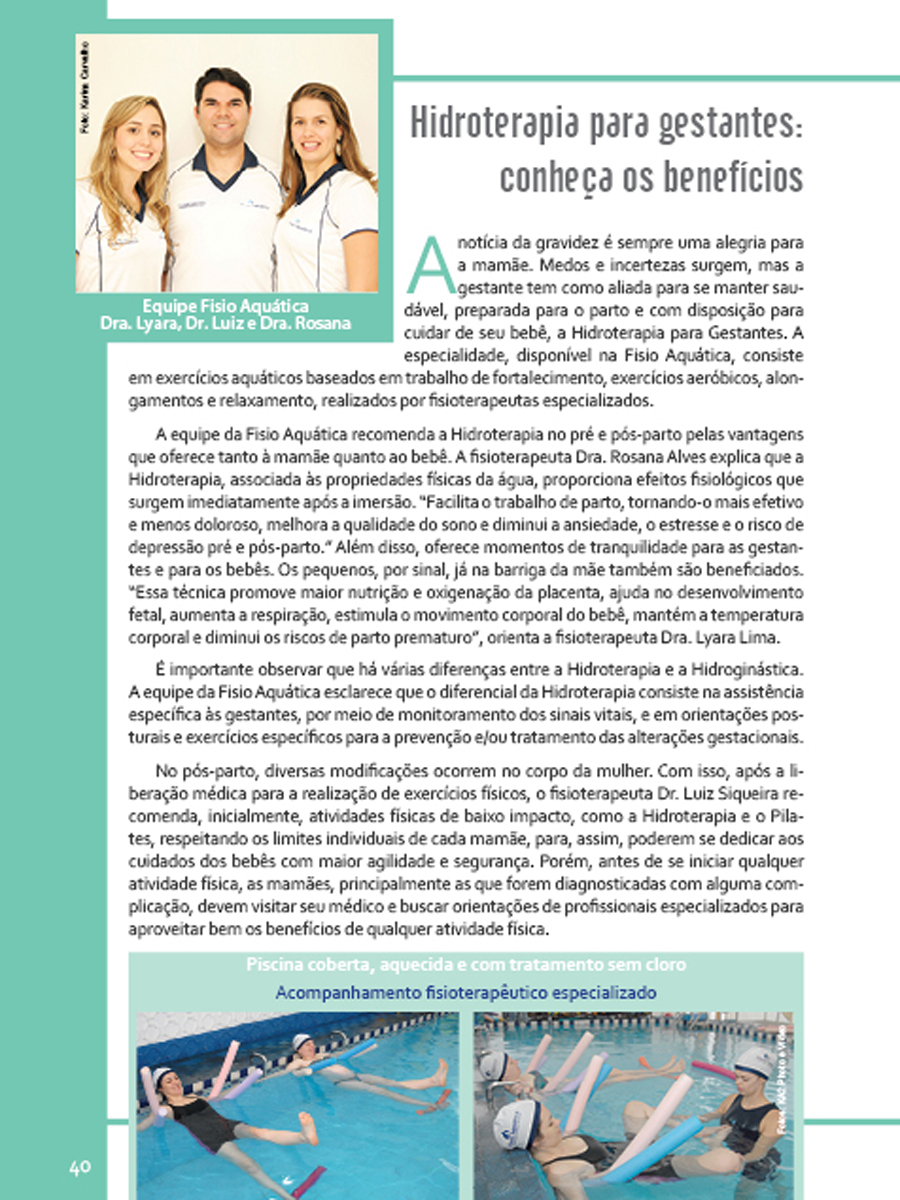 Foto: Karina Carvalho
Equipe Fisio Aquática
Dra. Lyara, Dr. Luiz e Dra. Rosana
Hidroterapia para gestantes:
conheça os benefícios
A notícia da gravidez é sempre uma alegria para
a mamãe. Medos e incertezas surgem, mas a
gestante tem como aliada para se manter sau-
dável, preparada para o parto e com disposição para
cuidar de seu bebê, a Hidroterapia para Gestantes. A
especialidade, disponível na Fisio Aquática, consiste
em exercícios aquáticos baseados em trabalho de fortalecimento, exercícios aeróbicos, alon-
gamentos e relaxamento, realizados por fisioterapeutas especializados.
A equipe da Fisio Aquática recomenda a Hidroterapia no pré e pós-parto pelas vantagens
que oferece tanto à mamãe quanto ao bebê. A fisioterapeuta Dra. Rosana Alves explica que a
Hidroterapia, associada às propriedades físicas da água, proporciona efeitos fisiológicos que
surgem imediatamente após a imersão. “Facilita o trabalho de parto, tornando-o mais efetivo
e menos doloroso, melhora a qualidade do sono e diminui a ansiedade, o estresse e o risco de
depressão pré e pós-parto.” Além disso, oferece momentos de tranquilidade para as gestan-
tes e para os bebês. Os pequenos, por sinal, já na barriga da mãe também são beneficiados.
“Essa técnica promove maior nutrição e oxigenação da placenta, ajuda no desenvolvimento
fetal, aumenta a respiração, estimula o movimento corporal do bebê, mantém a temperatura
corporal e diminui os riscos de parto prematuro”, orienta a fisioterapeuta Dra. Lyara Lima.
É importante observar que há várias diferenças entre a Hidroterapia e a Hidroginástica.
A equipe da Fisio Aquática esclarece que o diferencial da Hidroterapia consiste na assistência
específica às gestantes, por meio de monitoramento dos sinais vitais, e em orientações pos-
turais e exercícios específicos para a prevenção e/ou tratamento das alterações gestacionais.
No pós-parto, diversas modificações ocorrem no corpo da mulher. Com isso, após a li-
beração médica para a realização de exercícios físicos, o fisioterapeuta Dr. Luiz Siqueira re-
comenda, inicialmente, atividades físicas de baixo impacto, como a Hidroterapia e o Pila-
tes, respeitando os limites individuais de cada mamãe, para, assim, poderem se dedicar aos
cuidados dos bebês com maior agilidade e segurança. Porém, antes de se iniciar qualquer
atividade física, as mamães, principalmente as que forem diagnosticadas com alguma com-
plicação, devem visitar seu médico e buscar orientações de profissionais especializados para
aproveitar bem os benefícios de qualquer atividade física.
Piscina coberta, aquecida e com tratamento sem cloro
Acompanhamento fisioterapêutico especializado
Photo e Vídeo
40